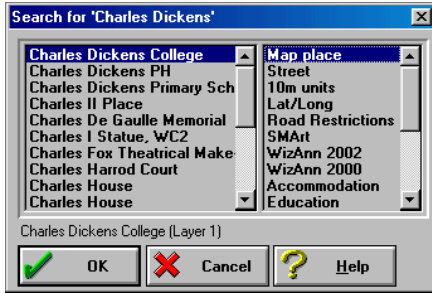 Search for 'Charles Dickens'
Charles Dickens College
Charles Dickens PH
Charles Dickens Primary Sch
Charles II Place
Charles De Gaulle Memorial
Charles I Statue, WC2
Charles Fox Theatrical Make-
Charles Harrod Court
Charles House
Charles House
Map place
Street
10m units
Lat/Long
Road Restrictions
SMArt
WizAnn 2002
WizAnn 2000
Accommodation
Education
Charles Dickens College (Layer 1)
OK
Cancel
Help